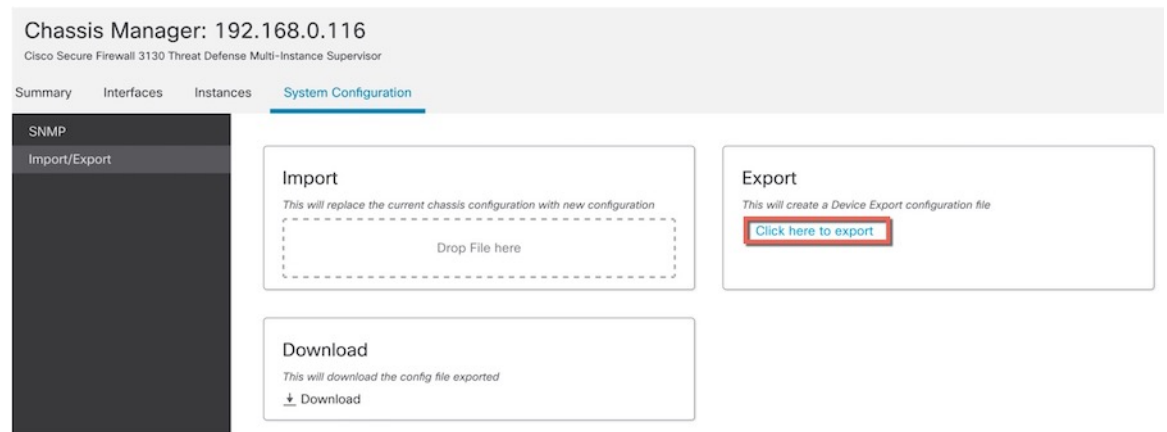 Chassis Manager: 192.168.0.116
Cisco Secure Firewall 3130 Threat Defense Multi-Instance Supervisor
Summary Interfaces Instances System Configuration
SNMP
Import/Export
Import
This will replace the current chassis configuration with new configuration
Drop File here
Export
This will create a Device Export configuration file
Click here to export
Download
This will download the config file exported
Download